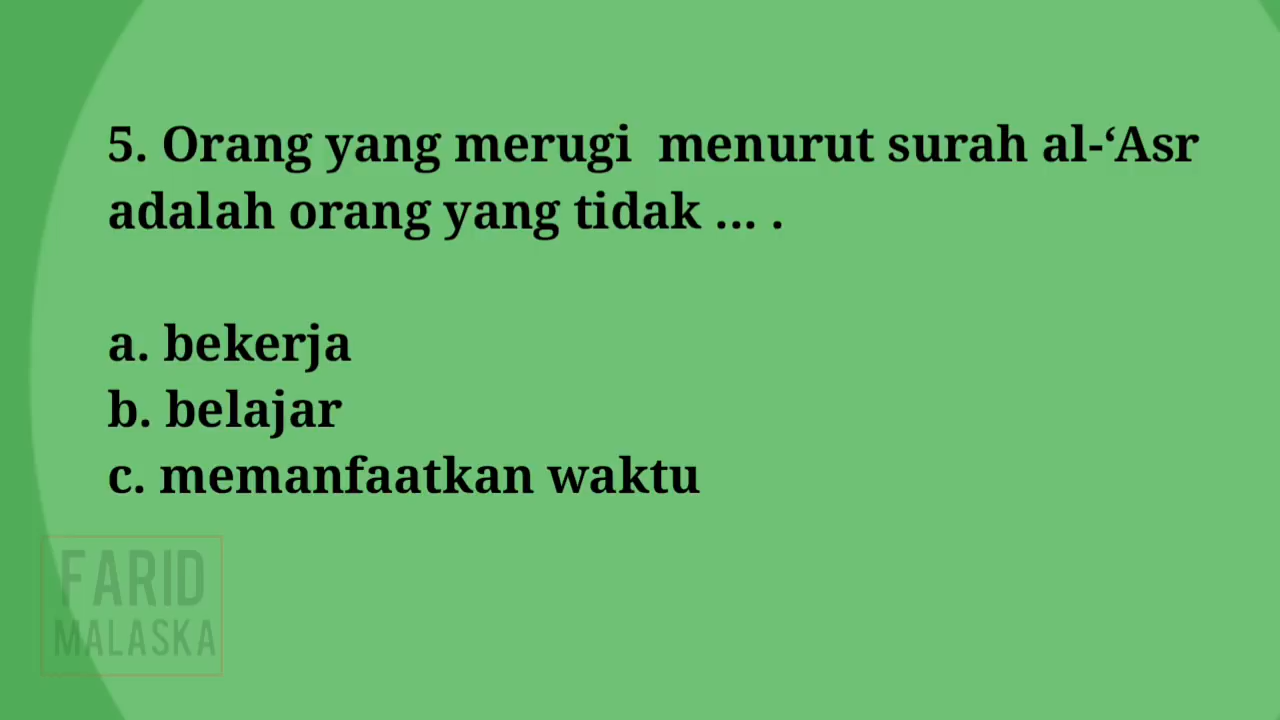 5. Orang yang merugi  menurut surah al-‘Asr
adalah orang yang tidak ... .
a. bekerja
b. belajar
c. memanfaatkan waktu
FARID
MALASKA